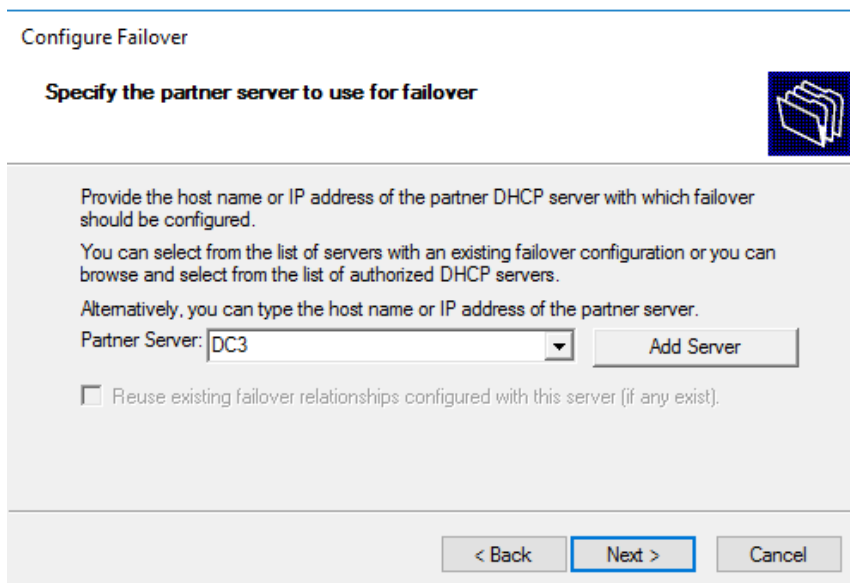 Configure Failover
Specify the partner server to use for failover
Provide the host name or IP address of the partner DHCP server with which failover
should be configured.
You can select from the list of servers with an existing failover configuration or you can
browse and select from the list of authorized DHCP servers.
Alternatively, you can type the host name or IP address of the partner server.
Partner Server: DC3 Add Server
Reuse existing failover relationships configured with this server (if any exist).
< Back Next > Cancel